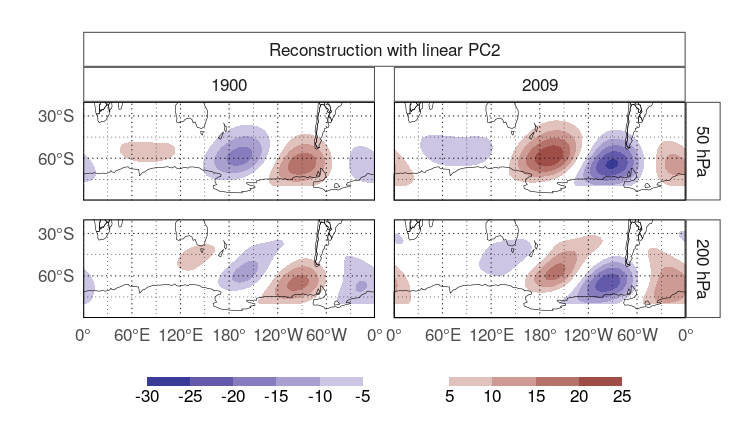 Reconstruction with linear PC2
1900 2009
30°S 50 hPa
60°S
30°S 200 hPa
60°S
0° 60°E 120°E 180° 120°W 60°W 0° 0° 60°E 120°E 180° 120°W 60°W 0°
-30 -25 -20 -15 -10 -5 5 10 15 20 25